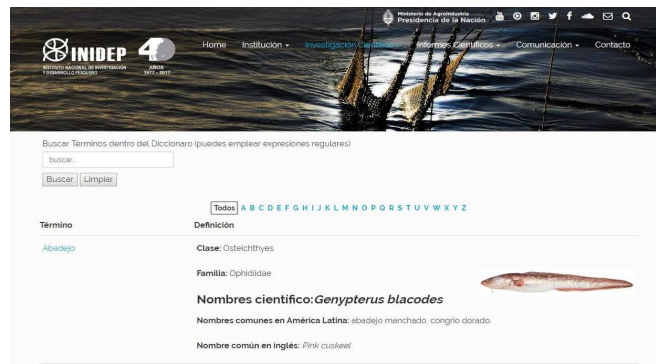 Ministerio de Agroindustria
Presidencia de la Nación
INIDEP
INSTITUTO NACIONAL DE INVESTIGACIÓN
Y DESARROLLO PESQUERO
40
AÑOS
1977 - 2017
Home Institución Investigación Científica Informes Científicos Comunicación Contacto
Buscar Términos dentro del Diccionaro (puedes emplear expresiones regulares)
buscar..
Buscar Limpiar
Todos A B C D E F G H I J K L M N O P Q R S T U V W X Y Z
Término Definición
Abadejo Clase: Osteichthyes
Familia: Ophidiidae
Nombres científico:Genypterus blacodes
Nombres comunes en América Latina: abadejo manchado, congrio dorado.
Nombre común en inglés: Pink cuskeel